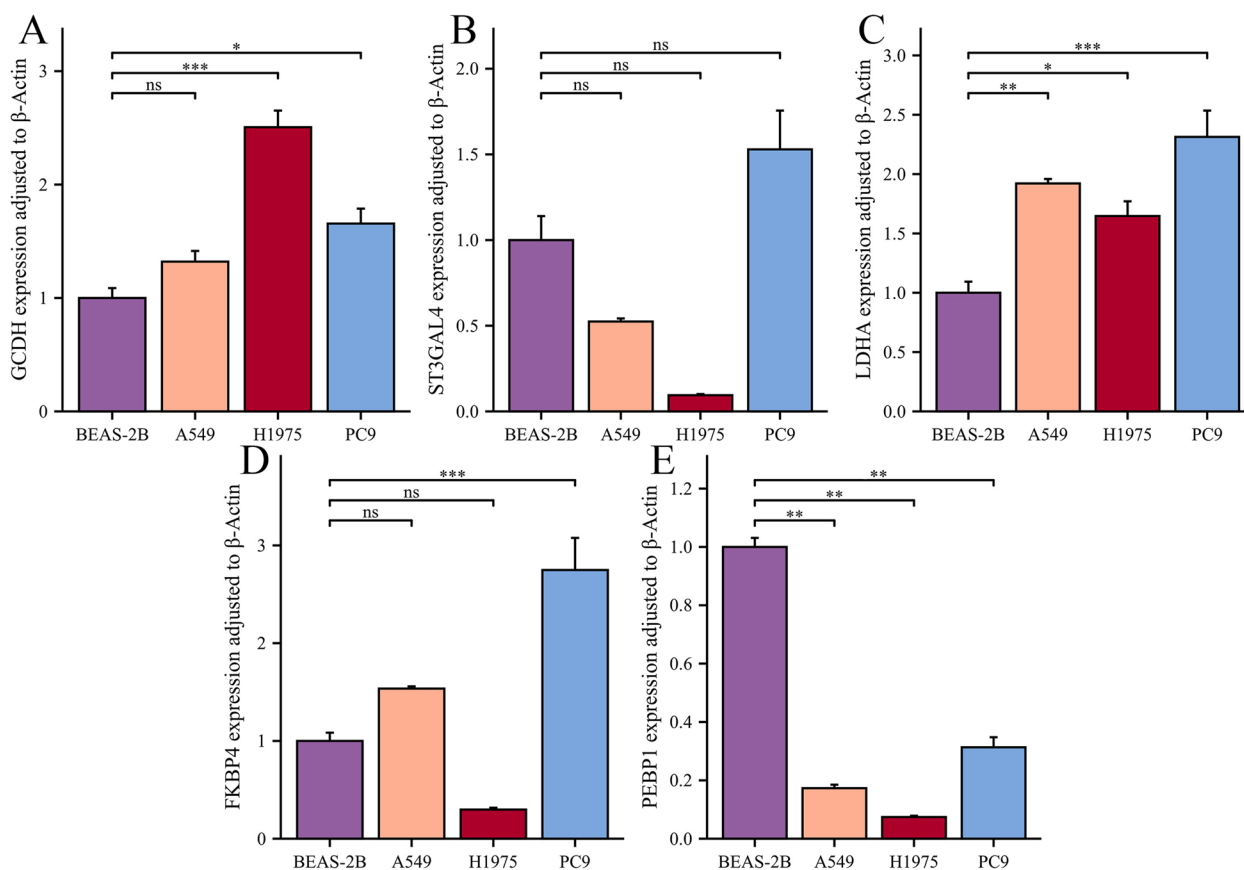 A
GCDH expression adjusted to β-Actin
3
2
1
0
*
***
ns
BEAS-2B
A549
H1975
PC9
B
ST3GAL4 expression adjusted to β-Actin
2.0
1.5
1.0
0.5
0.0
ns
ns
ns
BEAS-2B
A549
H1975
PC9
C
LDHA expression adjusted to β-Actin
3.0
2.5
2.0
1.5
1.0
0.5
0.0
***
*
**
BEAS-2B
A549
H1975
PC9
D
FKBP4 expression adjusted to β-Actin
3
2
1
0
***
ns
ns
BEAS-2B
A549
H1975
PC9
E
PEBP1 expression adjusted to β-Actin
1.2
1.0
0.8
0.6
0.4
0.2
0.0
**
**
**
BEAS-2B
A549
H1975
PC9